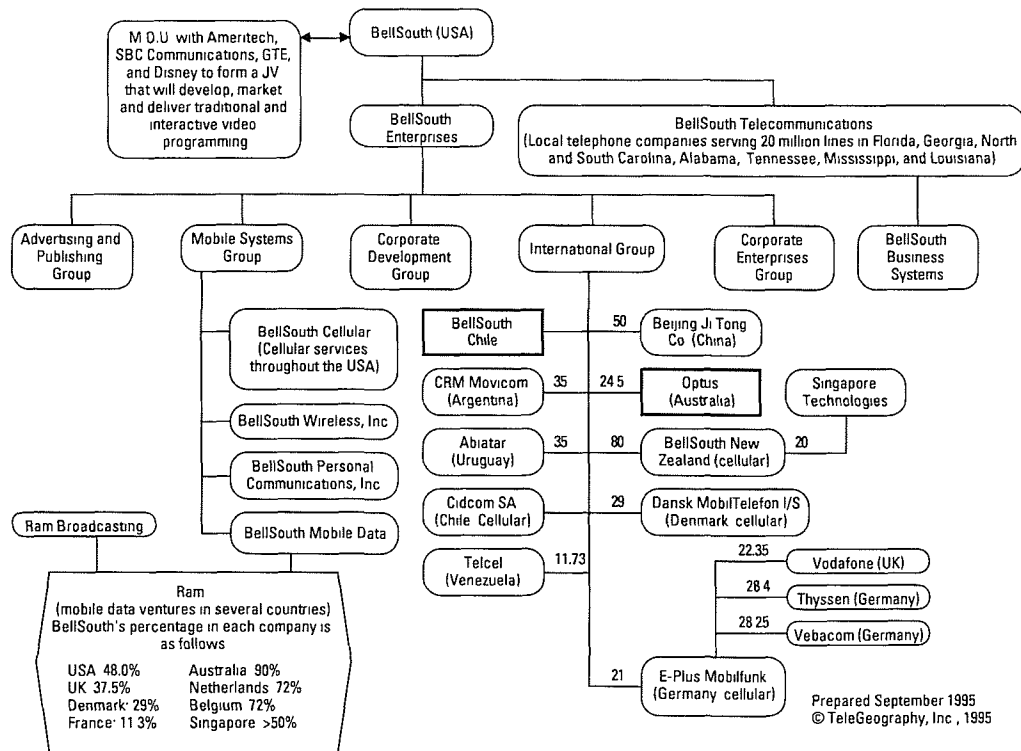 M O.U with Ameritech,
SBC Communications, GTE,
and Disney to form a JV
that will develop, market
and deliver traditional and
interactive video
programming
BellSouth (USA)
BellSouth
Enterprises
BellSouth Telecommunications
(Local telephone companies serving 20 million lines in Florida, Georgia, North
and South Carolina, Alabama, Tennessee, Mississippi, and Louisiana)
Advertising and
Publishing
Group
Mobile Systems
Group
Corporate
Development
Group
International Group
Corporate
Enterprises
Group
BellSouth
Business
Systems
BellSouth Cellular
(Cellular services
throughout the USA)
BellSouth Wireless, Inc
BellSouth Personal
Communications, Inc
BellSouth Mobile Data
Ram Broadcasting
Ram
(mobile data ventures in several countries)
BellSouth's percentage in each company is
as follows
USA 48.0%
UK 37.5%
Denmark· 29%
France· 11 3%
Australia 90%
Netherlands 72%
Belgium 72%
Singapore >50%
BellSouth
Chile
50
Beijing Ji Tong
Co (China)
CRM Movicom
(Argentina)
35
24 5
Optus
(Australia)
Singapore
Technologies
Abiatar
(Uruguay)
35
80
BellSouth New
Zealand (cellular)
20
Cidcom SA
(Chile Cellular)
29
Dansk MobilTelefon I/S
(Denmark cellular)
Telcel
(Venezuela)
11.73
22.35
Vodafone (UK)
28 4
Thyssen (Germany)
28 25
Vebacom (Germany)
21
E-Plus Mobilfunk
(Germany cellular)
Prepared September 1995
© TeleGeography, Inc , 1995